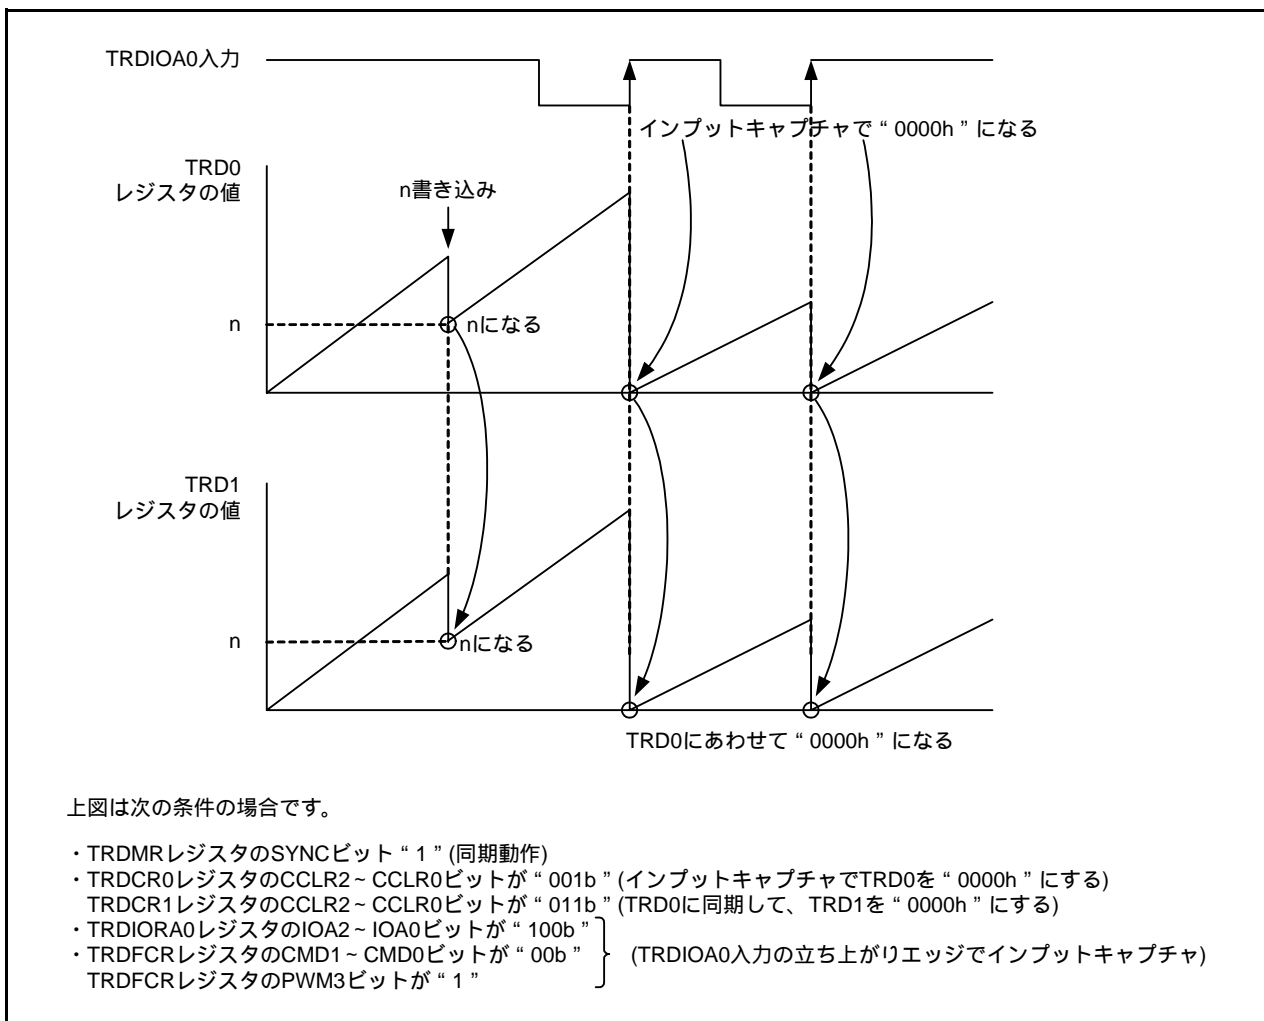 TRDIOA0入力
インプットキャプチャで“ 0000h ” になる
TRD0
レジスタの値
n書き込み
n
nになる
TRD1
レジスタの値
n
nになる
TRD0にあわせて“ 0000h ” になる
上図は次の条件の場合です。
・TRDMRレジスタのSYNCビット“ 1 ” (同期動作)
・TRDCR0レジスタのCCLR2~CCLR0ビットが“ 001b ” (インプットキャプチャでTRD0を“ 0000h ” にする)
TRDCR1レジスタのCCLR2~CCLR0ビットが“ 011b ” (TRD0に同期して、TRD1を“ 0000h ” にする)
・TRDIORA0レジスタのIOA2~IOA0ビットが“ 100b ”
・TRDFCRレジスタのCMD1~CMD0ビットが“ 00b ” (TRDIOA0入力の立ち上がりエッジでインプットキャプチャ)
TRDFCRレジスタのPWM3ビットが“ 1 ”